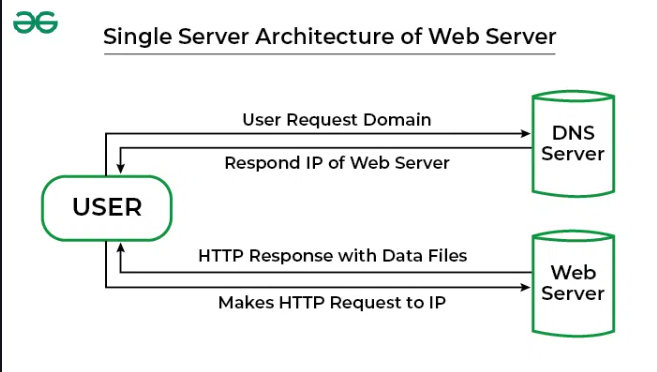 Single Server Architecture of Web Server
User Request Domain
DNS
Server
Respond IP of Web Server
USER
HTTP Response with Data Files
Web
Server
Makes HTTP Request to IP